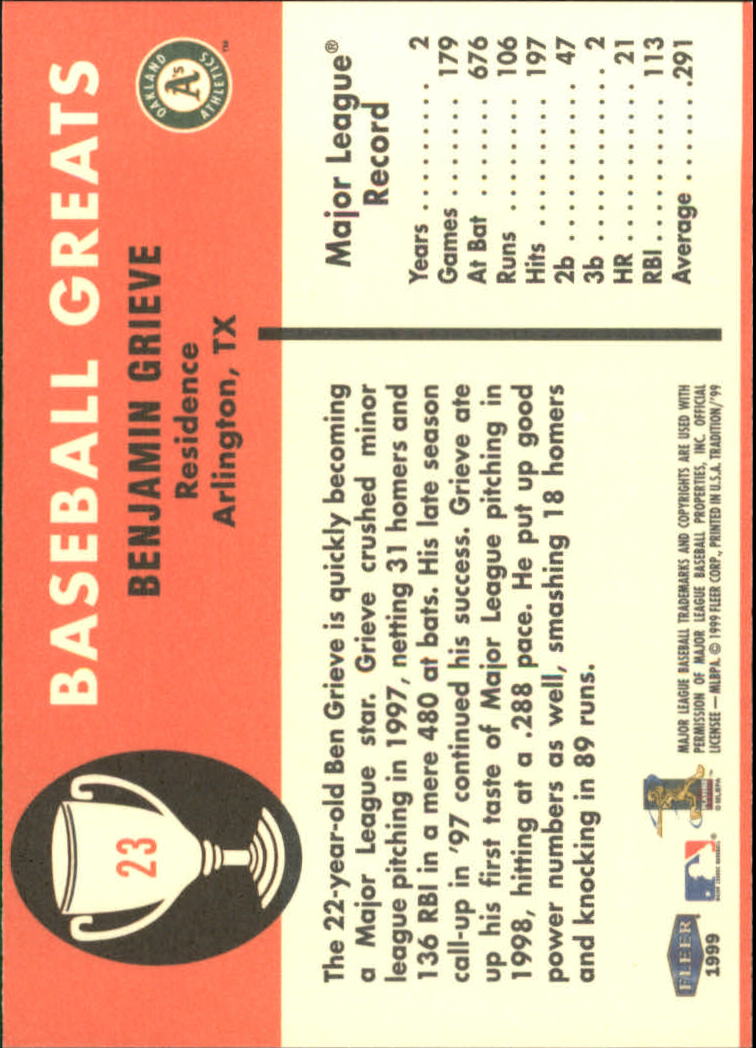 23
BASEBALL GREATS
BENJAMIN GRIEVE
Residence
Arlington, TX
OAKLAND
A's
ATHLETICS
™
The 22-year-old Ben Grieve is quickly becoming
a Major League star. Grieve crushed minor
league pitching in 1997, netting 31 homers and
136 RBI in a mere 480 at bats. His late season
call-up in '97 continued his success. Grieve ate
up his first taste of Major League pitching in
1998, hitting at a .288 pace. He put up good
power numbers as well, smashing 18 homers
and knocking in 89 runs.
Major League®
Record
Years . . . . . . . . . 2
Games . . . . . . . 179
At Bat . . . . . . 676
Runs . . . . . . . . 106
Hits . . . . . . . . . 197
2b . . . . . . . . . . 47
3b . . . . . . . . . . . 2
HR . . . . . . . . . . 21
RBI . . . . . . . . . 113
Average . . . . . . .291
FLEER
1999
© MLBPA
MAJOR LEAGUE BASEBALL TRADEMARKS AND COPYRIGHTS ARE USED WITH
PERMISSION OF MAJOR LEAGUE BASEBALL PROPERTIES, INC. OFFICIAL
LICENSEE — MLBPA. © 1999 FLEER CORP., PRINTED IN U.S.A. TRADITION/'99